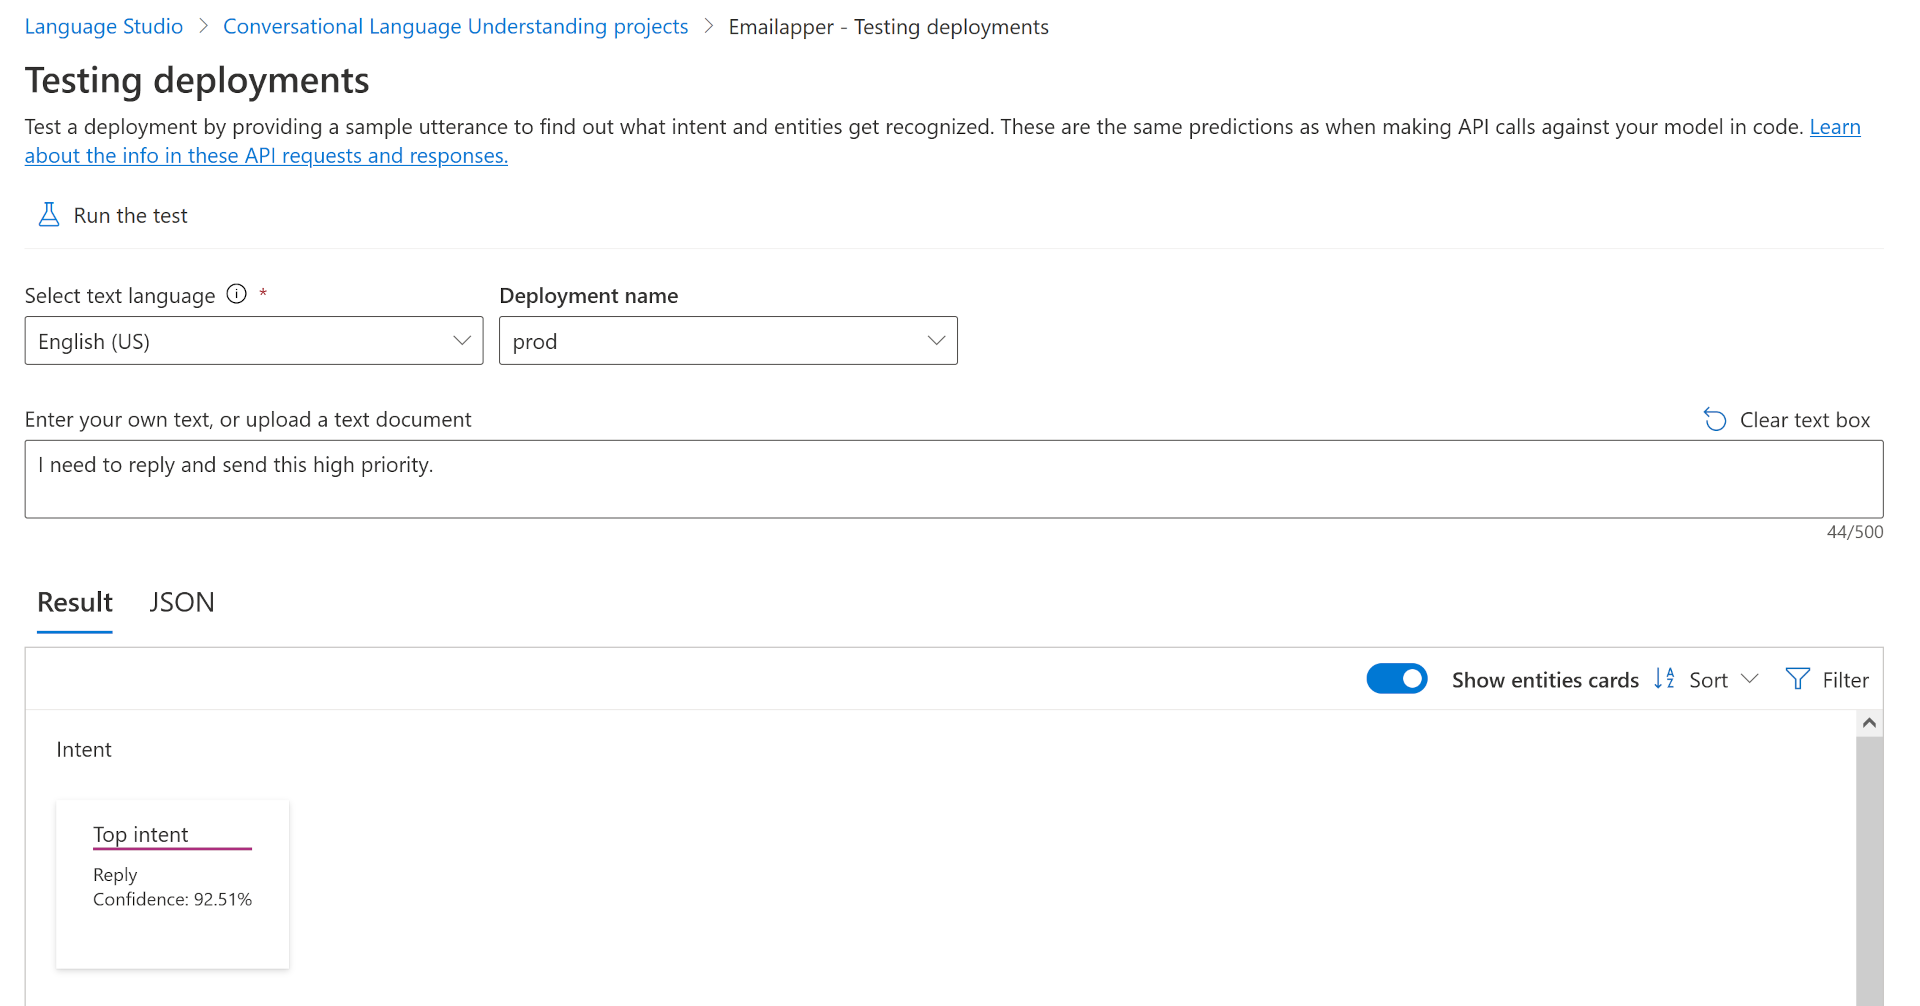 Language Studio > Conversational Language Understanding projects > Emailapper - Testing deployments
Testing deployments
Test a deployment by providing a sample utterance to find out what intent and entities get recognized. These are the same predictions as when making API calls against your model in code. Learn
about the info in these API requests and responses.
Run the test
Select text language * Deployment name
English (US) prod
Enter your own text, or upload a text document Clear text box
I need to reply and send this high priority.
44/500
Result JSON
Show entities cards Sort Filter
Intent
Top intent
Reply
Confidence: 92.51%